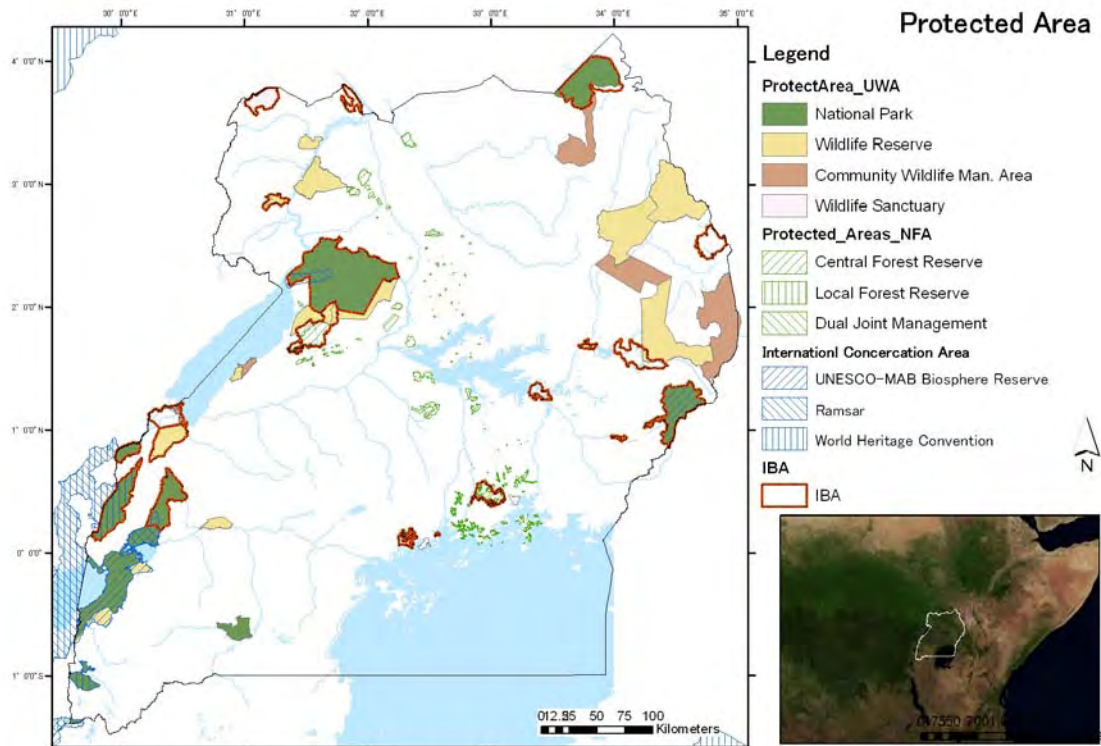 Protected Area
30° 0'0"E 31° 0'0"E 32° 0'0"E 33° 0'0"E 34° 0'0"E 35° 0'0"E
4° 0'0"N
3° 0'0"N
2° 0'0"N
1° 0'0"N
0° 0'0"
1° 0'0"S
Legend
ProtectArea_UWA
National Park
Wildlife Reserve
Community Wildlife Man. Area
Wildlife Sanctuary
Protected_Areas_NFA
Central Forest Reserve
Local Forest Reserve
Dual Joint Management
Internationl Concercation Area
UNESCO-MAB Biosphere Reserve
Ramsar
World Heritage Convention
IBA
IBA
N
50 75 100
Kilometers